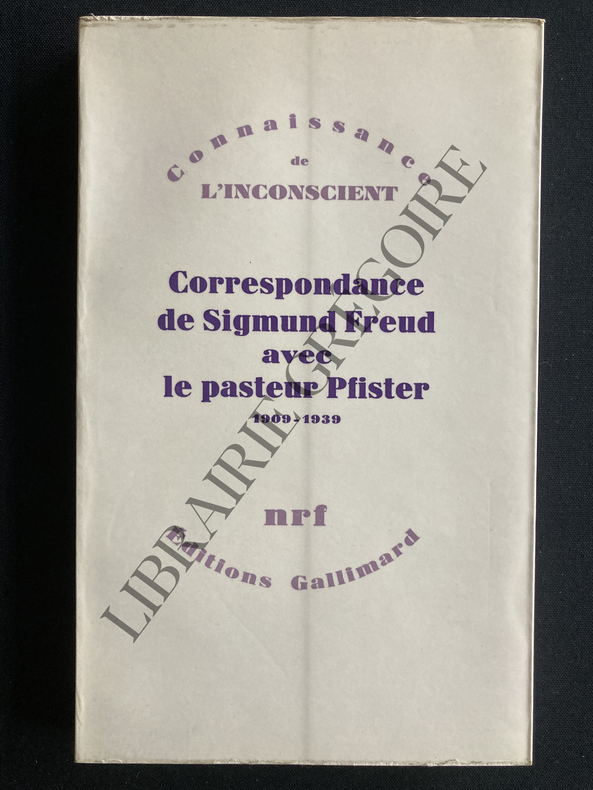 Connaissance
de
L'INCONSCIENT
Correspondance
de Sigmund Freud
avec
le pasteur Pfister
1909-1939
nrf
Éditions Gallimard
LIBRAIRIE GREGOIRE